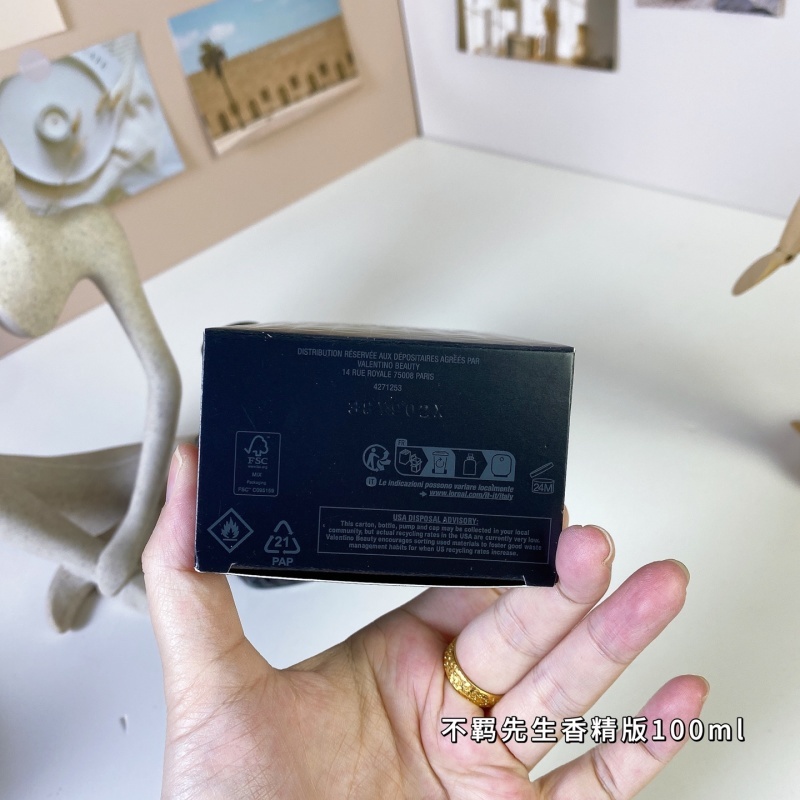 DISTRIBUTION RÉSERVÉE AUX DÉPOSITAIRES AGRÉÉS PAR
VALENTINO BEAUTY
14 RUE ROYALE 75008 PARIS
4271253
FSC
MIX
Packaging
FR
IT Le indicazioni possono variare localmente
www.loreal.com/it-it/italy
24M
21
PAP
USA DISPOSAL ADVISORY:
This carton, bottle, pump and cap may be collected in your local
community, but actual recycling rates in the USA are currently very low.
Valentino Beauty encourages sorting used materials to foster good waste
management habits for when US recycling rates increase.
不羁先生香精版100ml